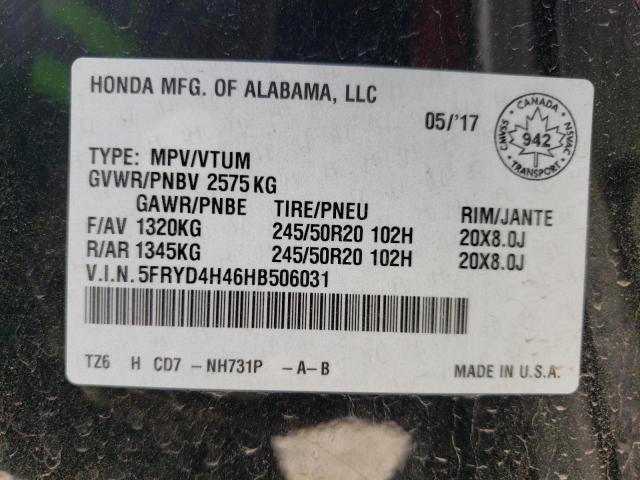 HONDA MFG. OF ALABAMA, LLC
05/'17
CANADA
CMVSS 942 NSVAC
TRANSPORT
TYPE: MPV/VTUM
GVWR/PNBV 2575 KG
GAWR/PNBE TIRE/PNEU RIM/JANTE
F/AV 1320KG 245/50R20 102H 20X8.0J
R/AR 1345KG 245/50R20 102H 20X8.0J
V.I.N. 5FRYD4H46HB506031
TZ6 H CD7 - NH731P - A - B MADE IN U.S.A.